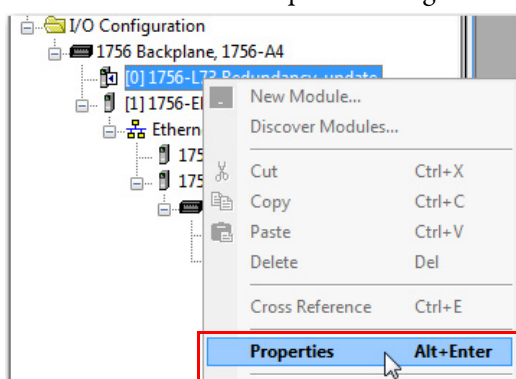 I/O Configuration
1756 Backplane, 1756-A4
[0] 1756-L73 Redundancy_update
[1] 1756-E
New Module...
Discover Modules...
Ethern
175
175
Cut Ctrl+X
Copy Ctrl+C
Paste Ctrl+V
Delete Del
Cross Reference Ctrl+E
Properties Alt+Enter